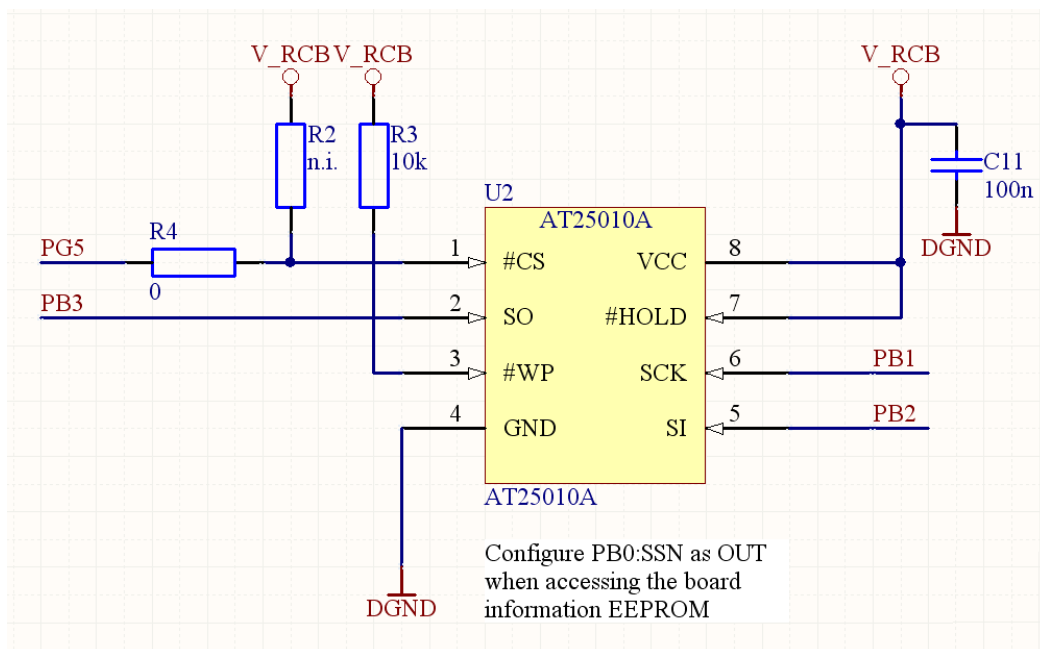 V_RCB V_RCB
V_RCB
R2
n.i.
R3
10k
C11
100n
DGND
U2
AT25010A
PG5
R4
0
1
#CS
VCC
8
PB3
2
SO
#HOLD
7
3
#WP
SCK
6
PB1
4
GND
SI
5
PB2
AT25010A
DGND
Configure PB0:SSN as OUT
when accessing the board
information EEPROM